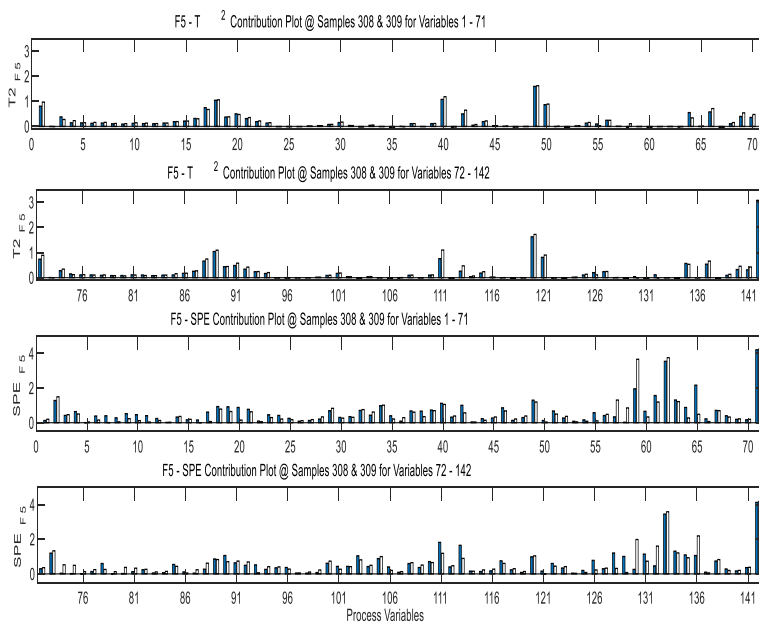 F5 - T 2 Contribution Plot @ Samples 308 & 309 for Variables 1 - 71
T2 F5
3
2
1
0
0 5 10 15 20 25 30 35 40 45 50 55 60 65 70
F5 - T 2 Contribution Plot @ Samples 308 & 309 for Variables 72 - 142
T2 F5
3
2
1
0
76 81 86 91 96 101 106 111 116 121 126 131 136 141
F5 - SPE Contribution Plot @ Samples 308 & 309 for Variables 1 - 71
SPE F5
4
2
0
0 5 10 15 20 25 30 35 40 45 50 55 60 65 70
F5 - SPE Contribution Plot @ Samples 308 & 309 for Variables 72 - 142
SPE F5
4
2
0
76 81 86 91 96 101 106 111 116 121 126 131 136 141
Process Variables